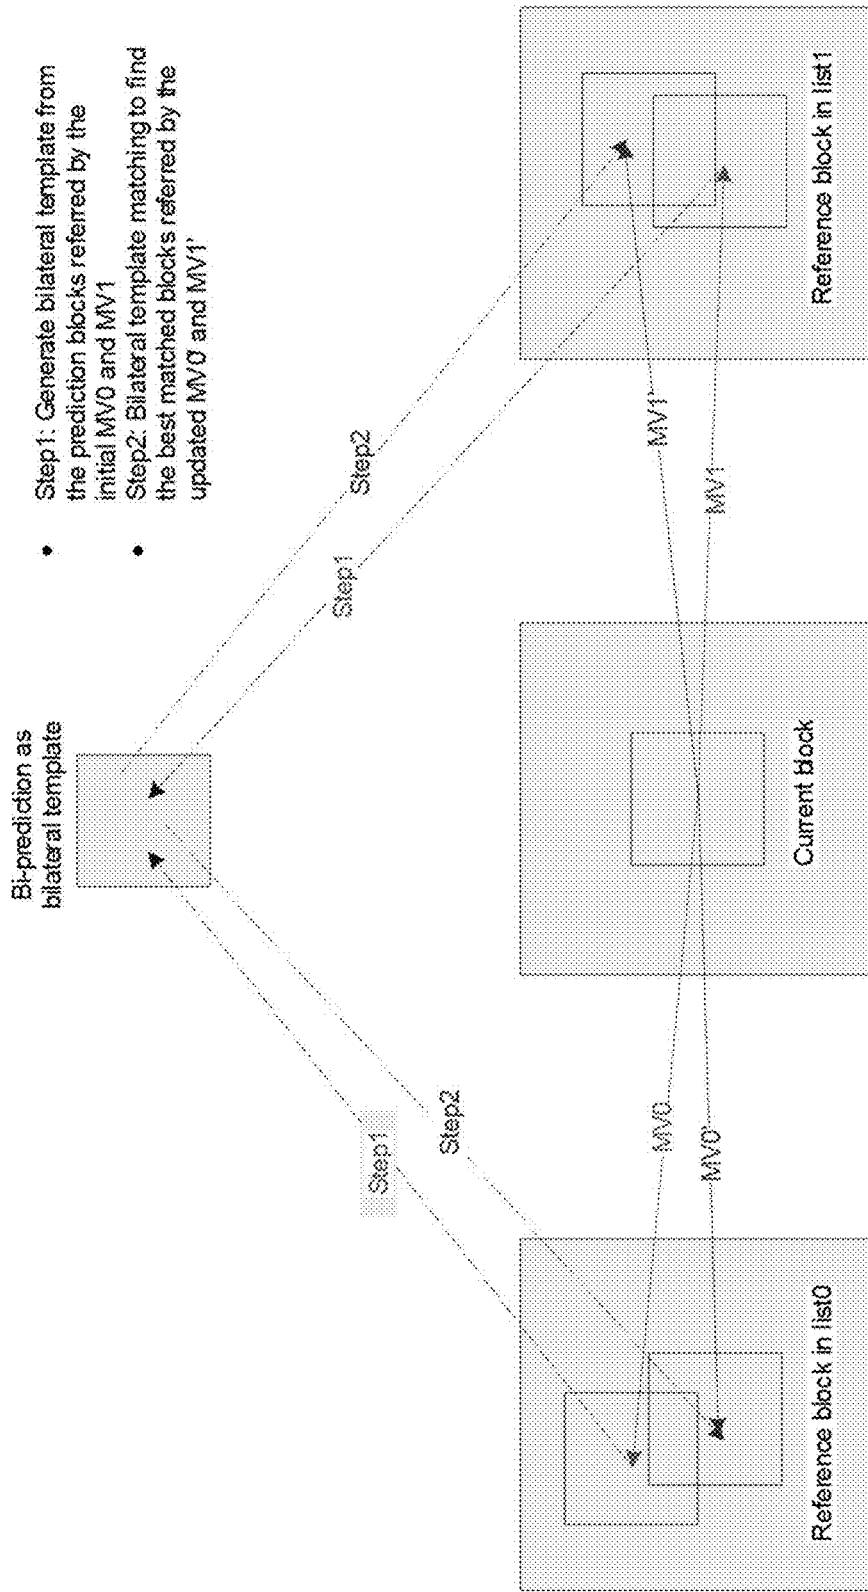 Bi-prediction as
bilateral template
• Step1: Generate bilateral template from
the prediction blocks referred by the
initial MV0 and MV1
• Step2: Bilateral template matching to find
the best matched blocks referred by the
updated MV0' and MV1'
Step1
Step2
Step1
Step2
MV0
MV0'
MV1'
MV1
Reference block in list0
Current block
Reference block in list1